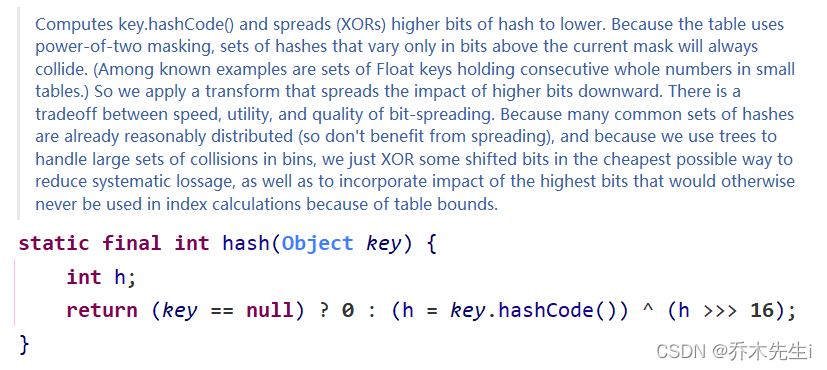 Computes key.hashCode() and spreads (XORs) higher bits of hash to lower. Because the table uses
power-of-two masking, sets of hashes that vary only in bits above the current mask will always
collide. (Among known examples are sets of Float keys holding consecutive whole numbers in small
tables.) So we apply a transform that spreads the impact of higher bits downward. There is a
tradeoff between speed, utility, and quality of bit-spreading. Because many common sets of hashes
are already reasonably distributed (so don't benefit from spreading), and because we use trees to
handle large sets of collisions in bins, we just XOR some shifted bits in the cheapest possible way to
reduce systematic lossage, as well as to incorporate impact of the highest bits that would otherwise
never be used in index calculations because of table bounds.
static final int hash(Object key) {
    int h;
    return (key == null) ? 0 : (h = key.hashCode()) ^ (h >>> 16);
}
CSDN @乔木先生i